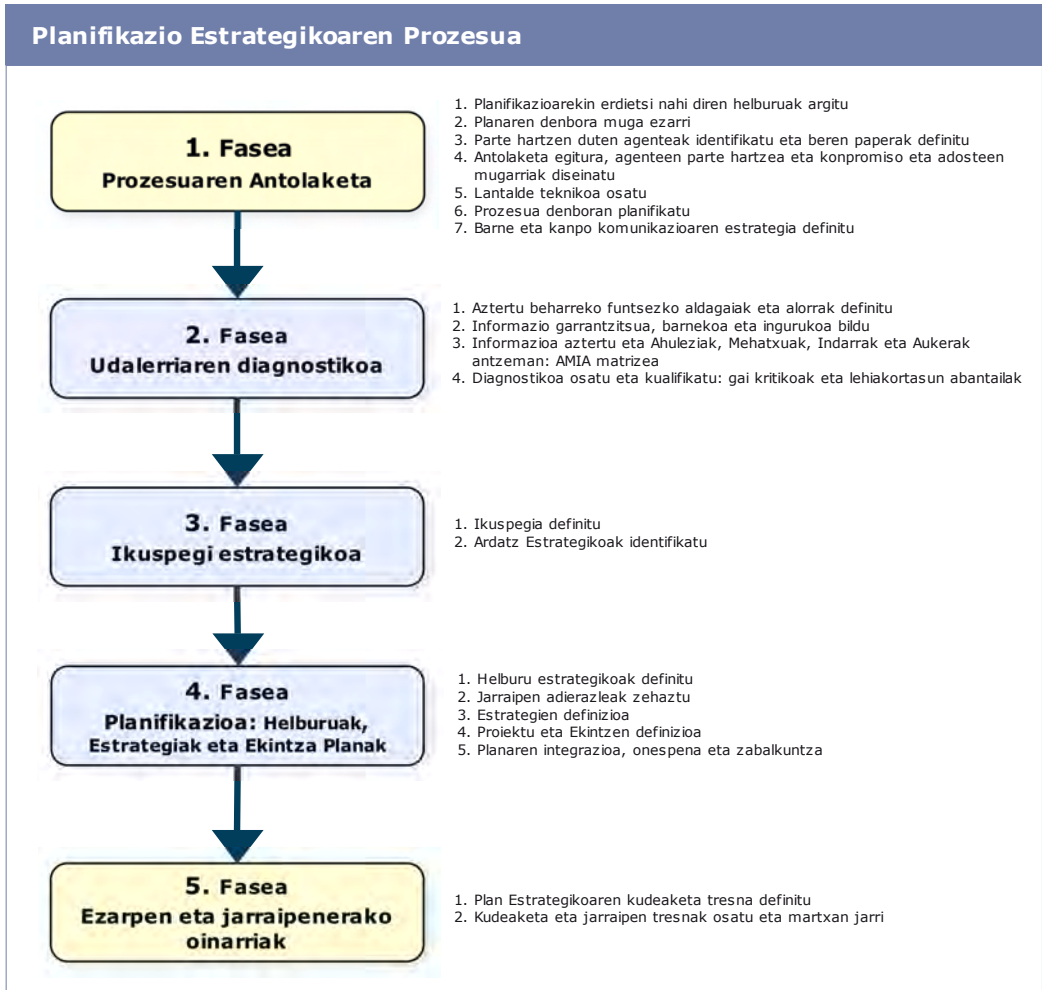 Planifikazio Estrategikoaren Prozesua
1. Fasea
Prozesuaren Antolaketa
1. Planifikazioarekin erdietsi nahi diren helburuak argitu
2. Planaren denbora muga ezarri
3. Parte hartzen duten agenteak identifikatu eta beren paperak definitu
4. Antolaketa egitura, agenteen parte hartzea eta konpromiso eta adosteen
mugarriak diseinatu
5. Lantalde teknikoa osatu
6. Prozesua denboran planifikatu
7. Barne eta kanpo komunikazioaren estrategia definitu
2. Fasea
Udalerriaren diagnostikoa
1. Aztertu beharreko funtsezko aldagaiak eta alorrak definitu
2. Informazio garrantzitsua, barnekoa eta ingurukoa bildu
3. Informazioa aztertu eta Ahuleziak, Mehatxuak, Indarrak eta Aukerak
antzeman: AMIA matrizea
4. Diagnostikoa osatu eta kualifikatu: gai kritikoak eta lehiakortasun abantailak
3. Fasea
Ikuspegi estrategikoa
1. Ikuspegia definitu
2. Ardatz Estrategikoak identifikatu
4. Fasea
Planifikazioa: Helburuak,
Estrategiak eta Ekintza Planak
1. Helburu estrategikoak definitu
2. Jarraipen adierazleak zehaztu
3. Estrategien definizioa
4. Proiektu eta Ekintzen definizioa
5. Planaren integrazioa, onespena eta zabalkuntza
5. Fasea
Ezarpen eta jarraipenerako
oinarriak
1. Plan Estrategikoaren kudeaketa tresna definitu
2. Kudeaketa eta jarraipen tresnak osatu eta martxan jarri